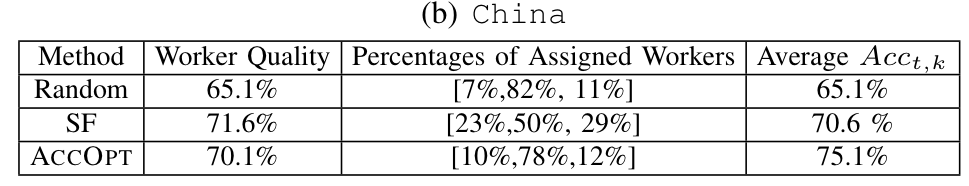 (b) China
Method Worker Quality Percentages of Assigned Workers Average Acc_{t,k}
Random 65.1% [7%,82%, 11%] 65.1%
SF 71.6% [23%,50%, 29%] 70.6 %
ACCOPT 70.1% [10%,78%,12%] 75.1%